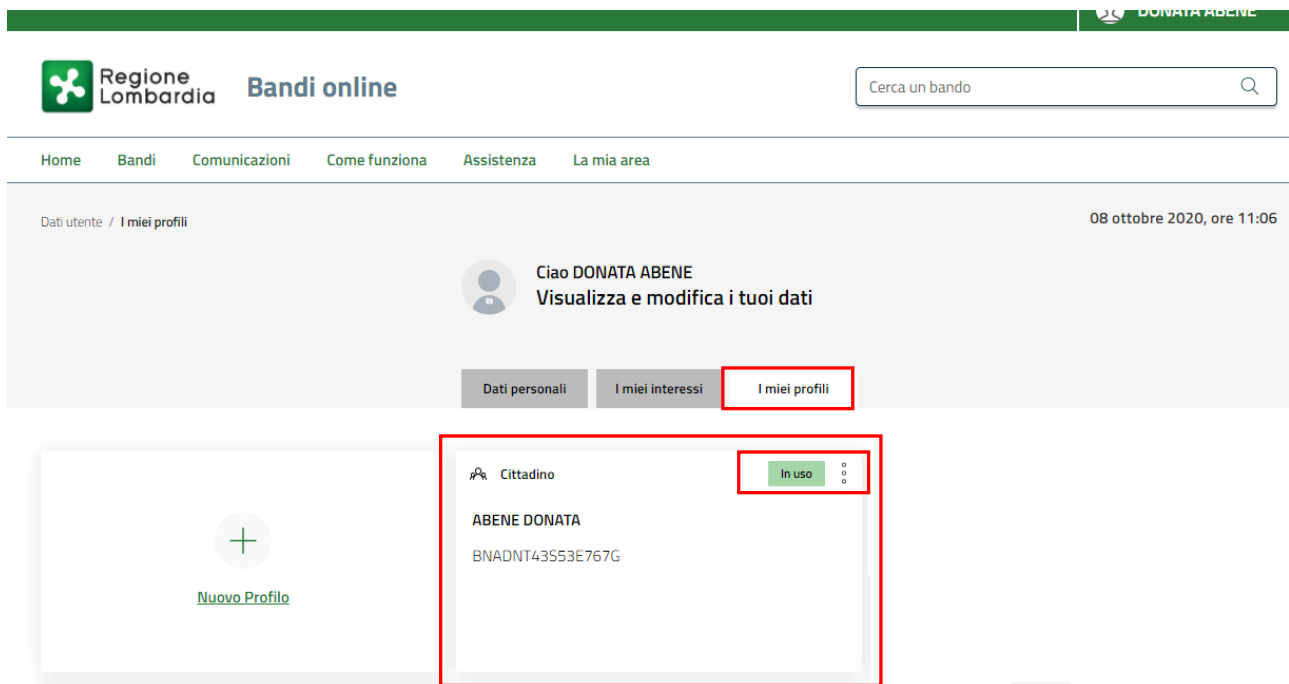 DONATA ABENE
Regione
Lombardia
Bandi online
Cerca un bando
Home Bandi Comunicazioni Come funziona Assistenza La mia area
Dati utente / I miei profili
08 ottobre 2020, ore 11:06
Ciao DONATA ABENE
Visualizza e modifica i tuoi dati
Dati personali I miei interessi I miei profili
Cittadino In uso
ABENE DONATA
BNADNT43S53E767G
Nuovo Profilo